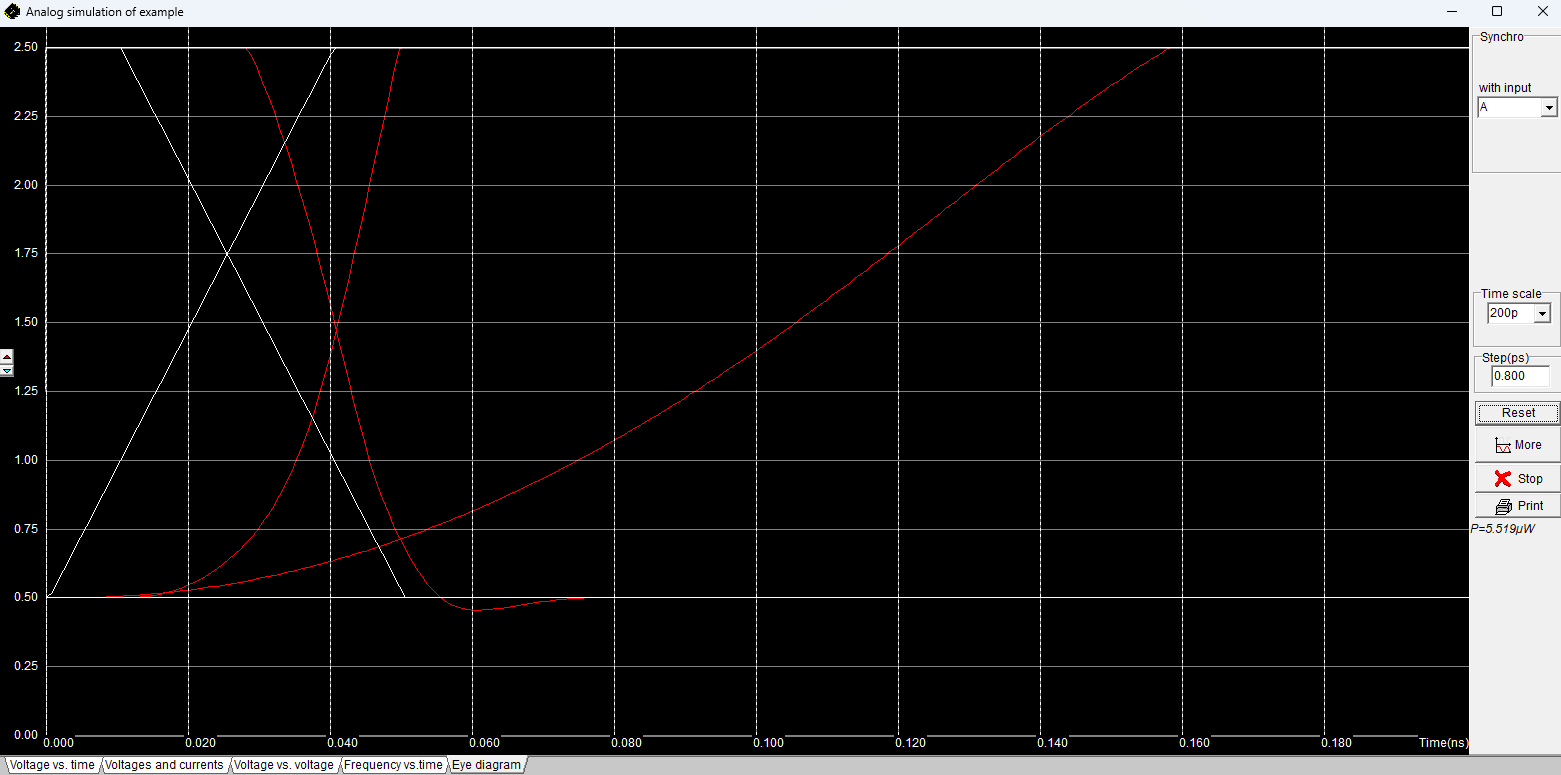 Analog simulation of example
2.50
2.25
2.00
1.75
1.50
1.25
1.00
0.75
0.50
0.25
0.00
0.000 0.020 0.040 0.060 0.080 0.100 0.120 0.140 0.160 0.180 Time(ns)
Synchro
with input
A
Time scale
200p
Step(ps)
0.800
Reset
More
Stop
Print
P=5.519µW
Voltage vs. time Voltages and currents Voltage vs. voltage Frequency vs.time Eye diagram